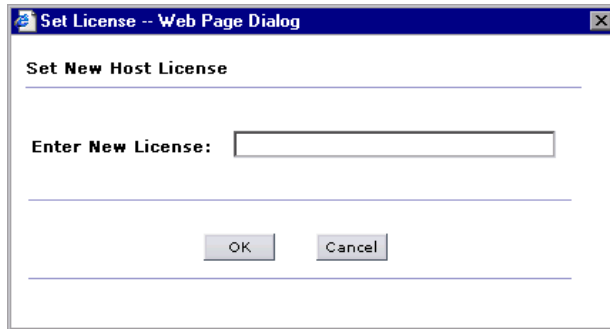 Set License -- Web Page Dialog
Set New Host License
Enter New License:
OK Cancel